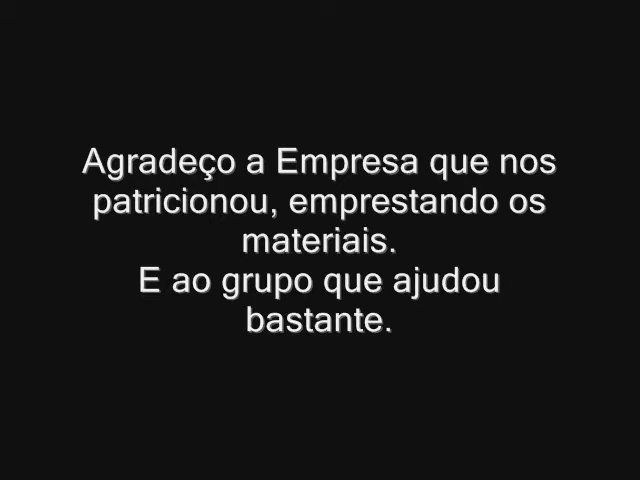 Agradeço a Empresa que nos
patricionou, emprestando os
materiais.
E ao grupo que ajudou
bastante.